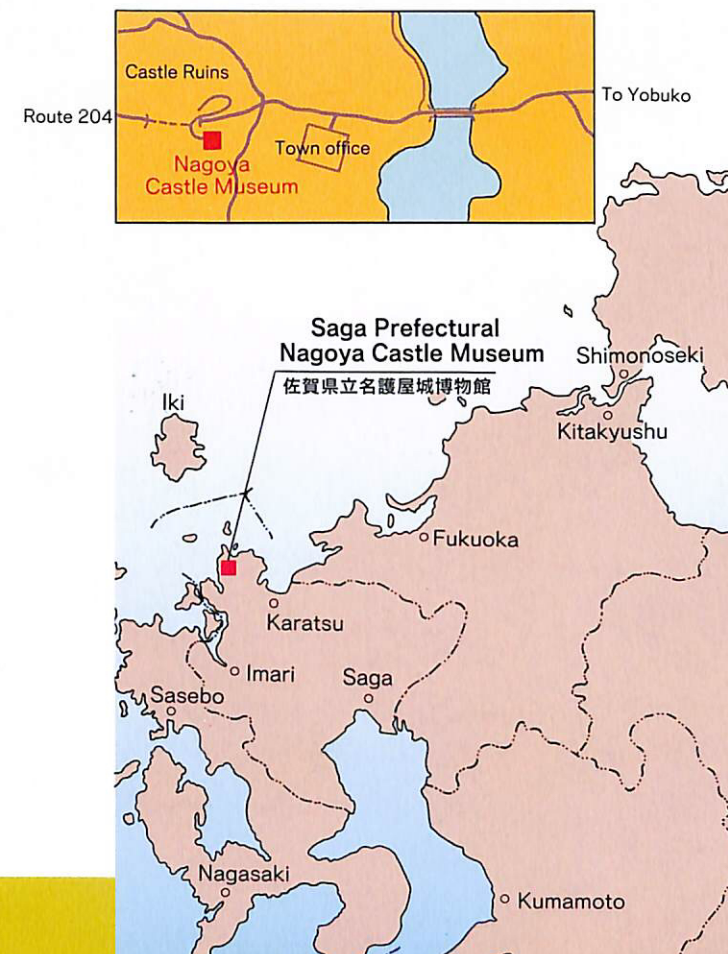 Castle Ruins
Route 204
To Yobuko
Town office
Nagoya
Castle Museum
Saga Prefectural
Nagoya Castle Museum
佐賀県立名護屋城博物館
Shimonoseki
Iki
Kitakyushu
Fukuoka
Karatsu
Imari
Saga
Sasebo
Nagasaki
Kumamoto